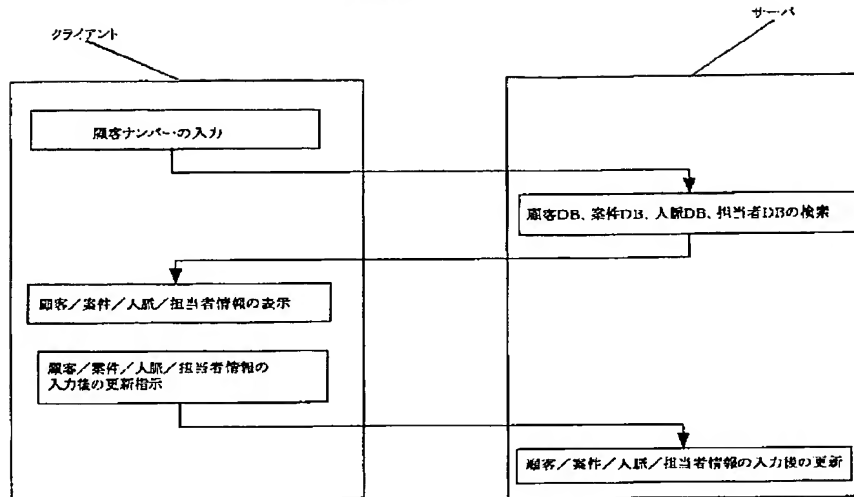 クライアント
サーバ
顧客ナンバーの入力
顧客DB、案件DB、人脈DB、担当者DBの検索
顧客／案件／人脈／担当者情報の表示
顧客／案件／人脈／担当者情報の
入力後の更新指示
顧客／案件／人脈／担当者情報の入力後の更新